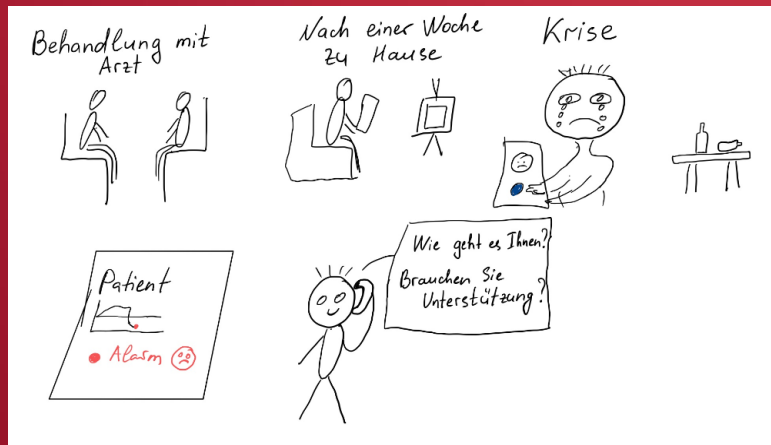 Behandlung mit
Arzt
Nach einer Woche
zu Hause
Krise
Patient
Alarm
Wie geht es Ihnen?
Brauchen Sie
Unterstützung?